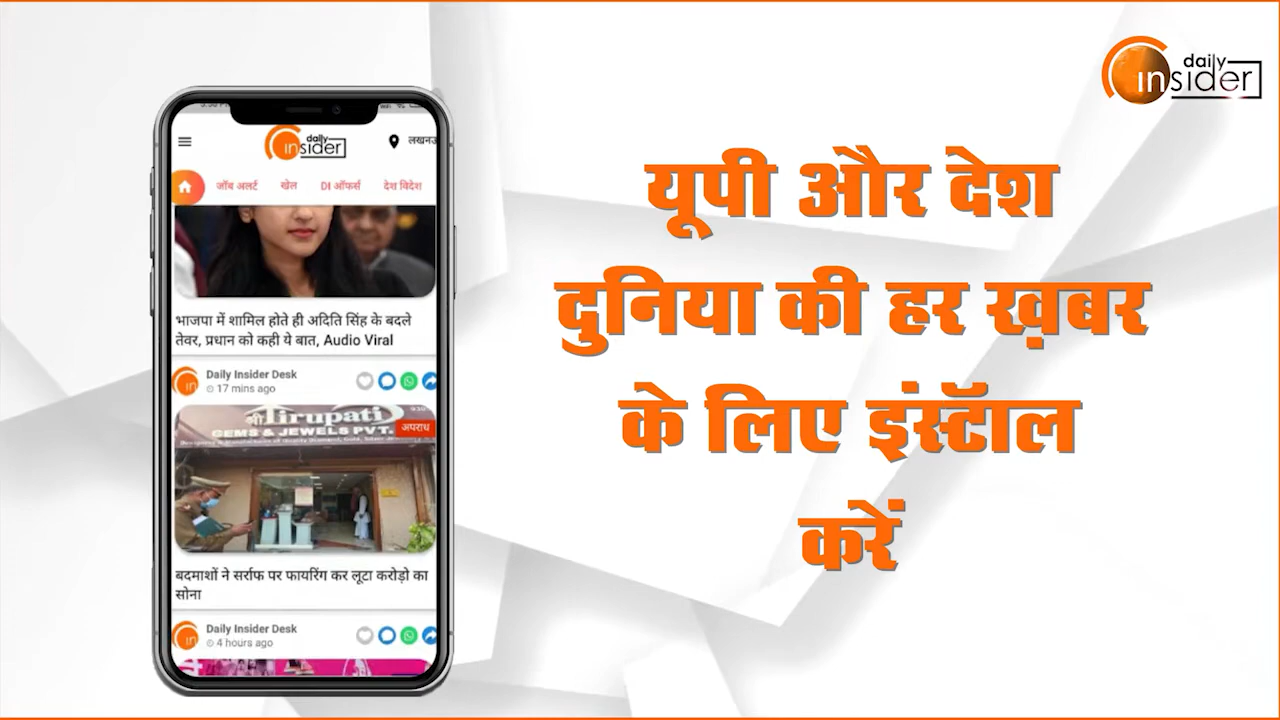 daily
insider
यूपी और देश
दुनिया की हर ख़बर
के लिए इंस्टॉल
करें
daily
insider
लखनऊ
जॉब अलर्ट खेल DI ऑफर्स देश विदेश
भाजपा में शामिल होते ही अदिति सिंह के बदले
तेवर, प्रधान को कही ये बात, Audio Viral
Daily Insider Desk
17 mins ago
श्री Tirupati
GEMS & JEWELS PVT.
अपराध
बदमाशों ने सर्राफ पर फायरिंग कर लूटा करोड़ो का
सोना
Daily Insider Desk
4 hours ago